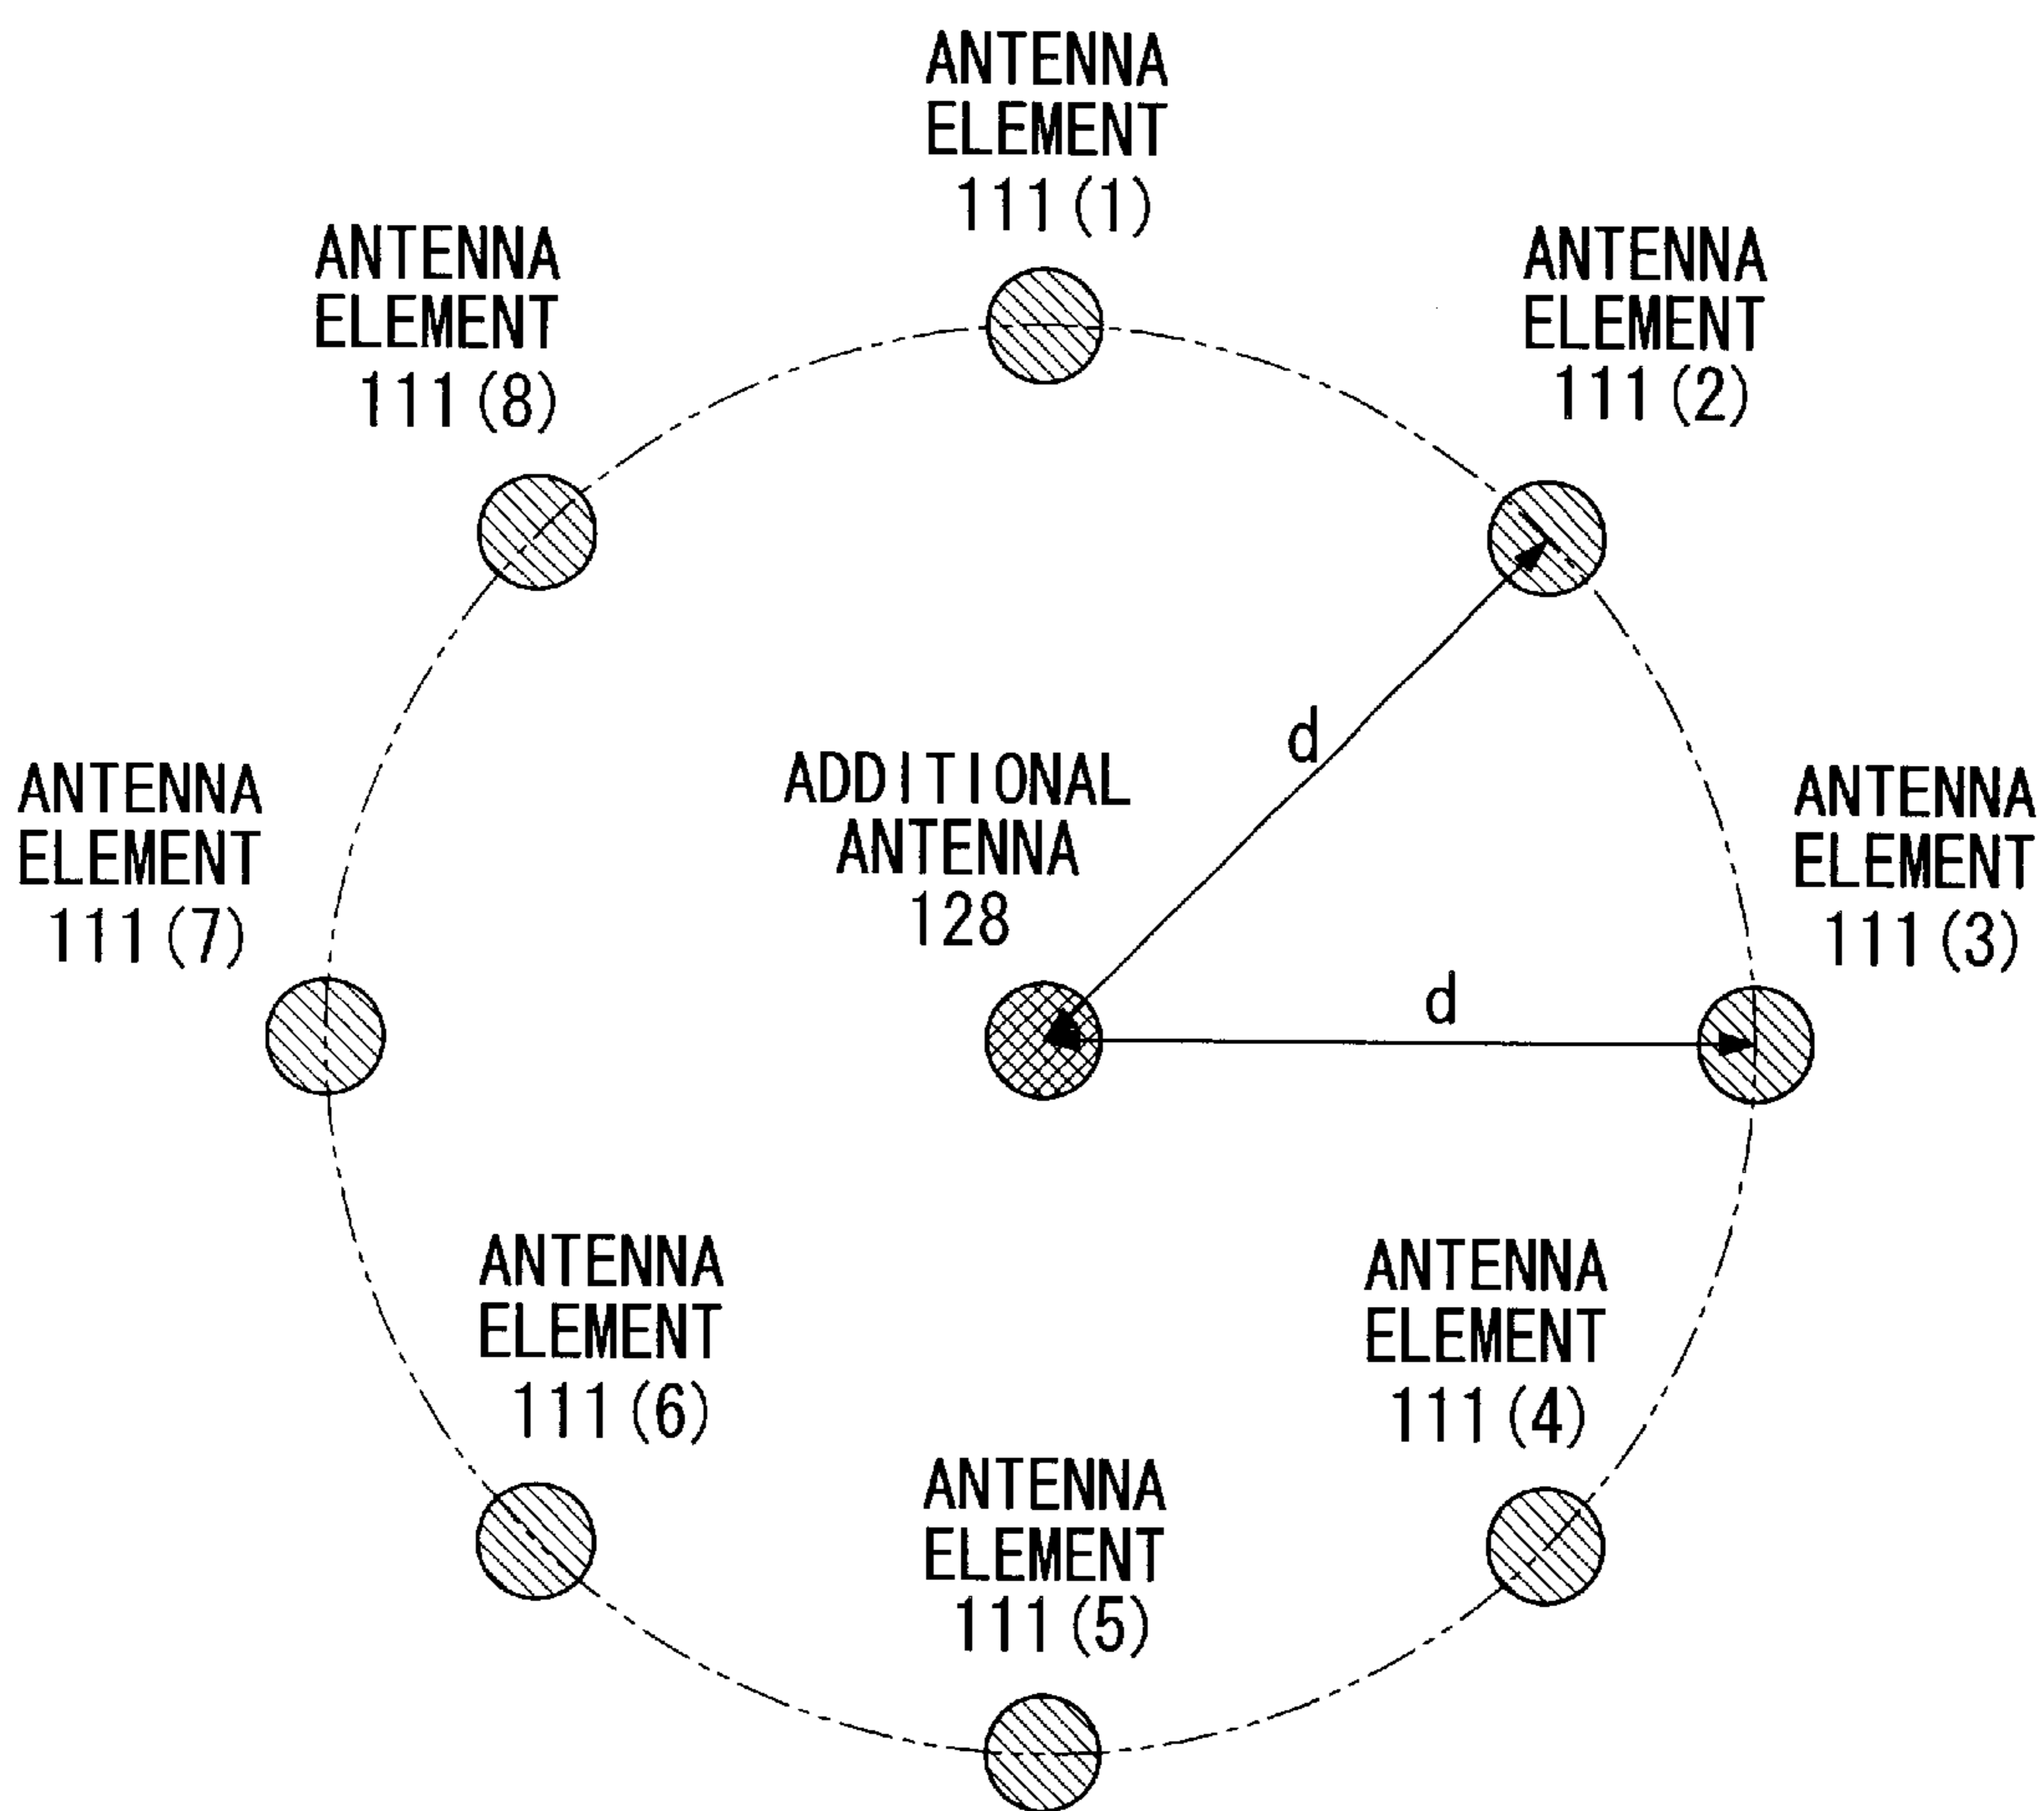 ANTENNA
ELEMENT
111(1)
ANTENNA
ELEMENT
111(8)
ANTENNA
ELEMENT
111(2)
d
ADDITIONAL
ANTENNA
128
ANTENNA
ELEMENT
111(7)
ANTENNA
ELEMENT
111(3)
d
ANTENNA
ELEMENT
111(6)
ANTENNA
ELEMENT
111(4)
ANTENNA
ELEMENT
111(5)